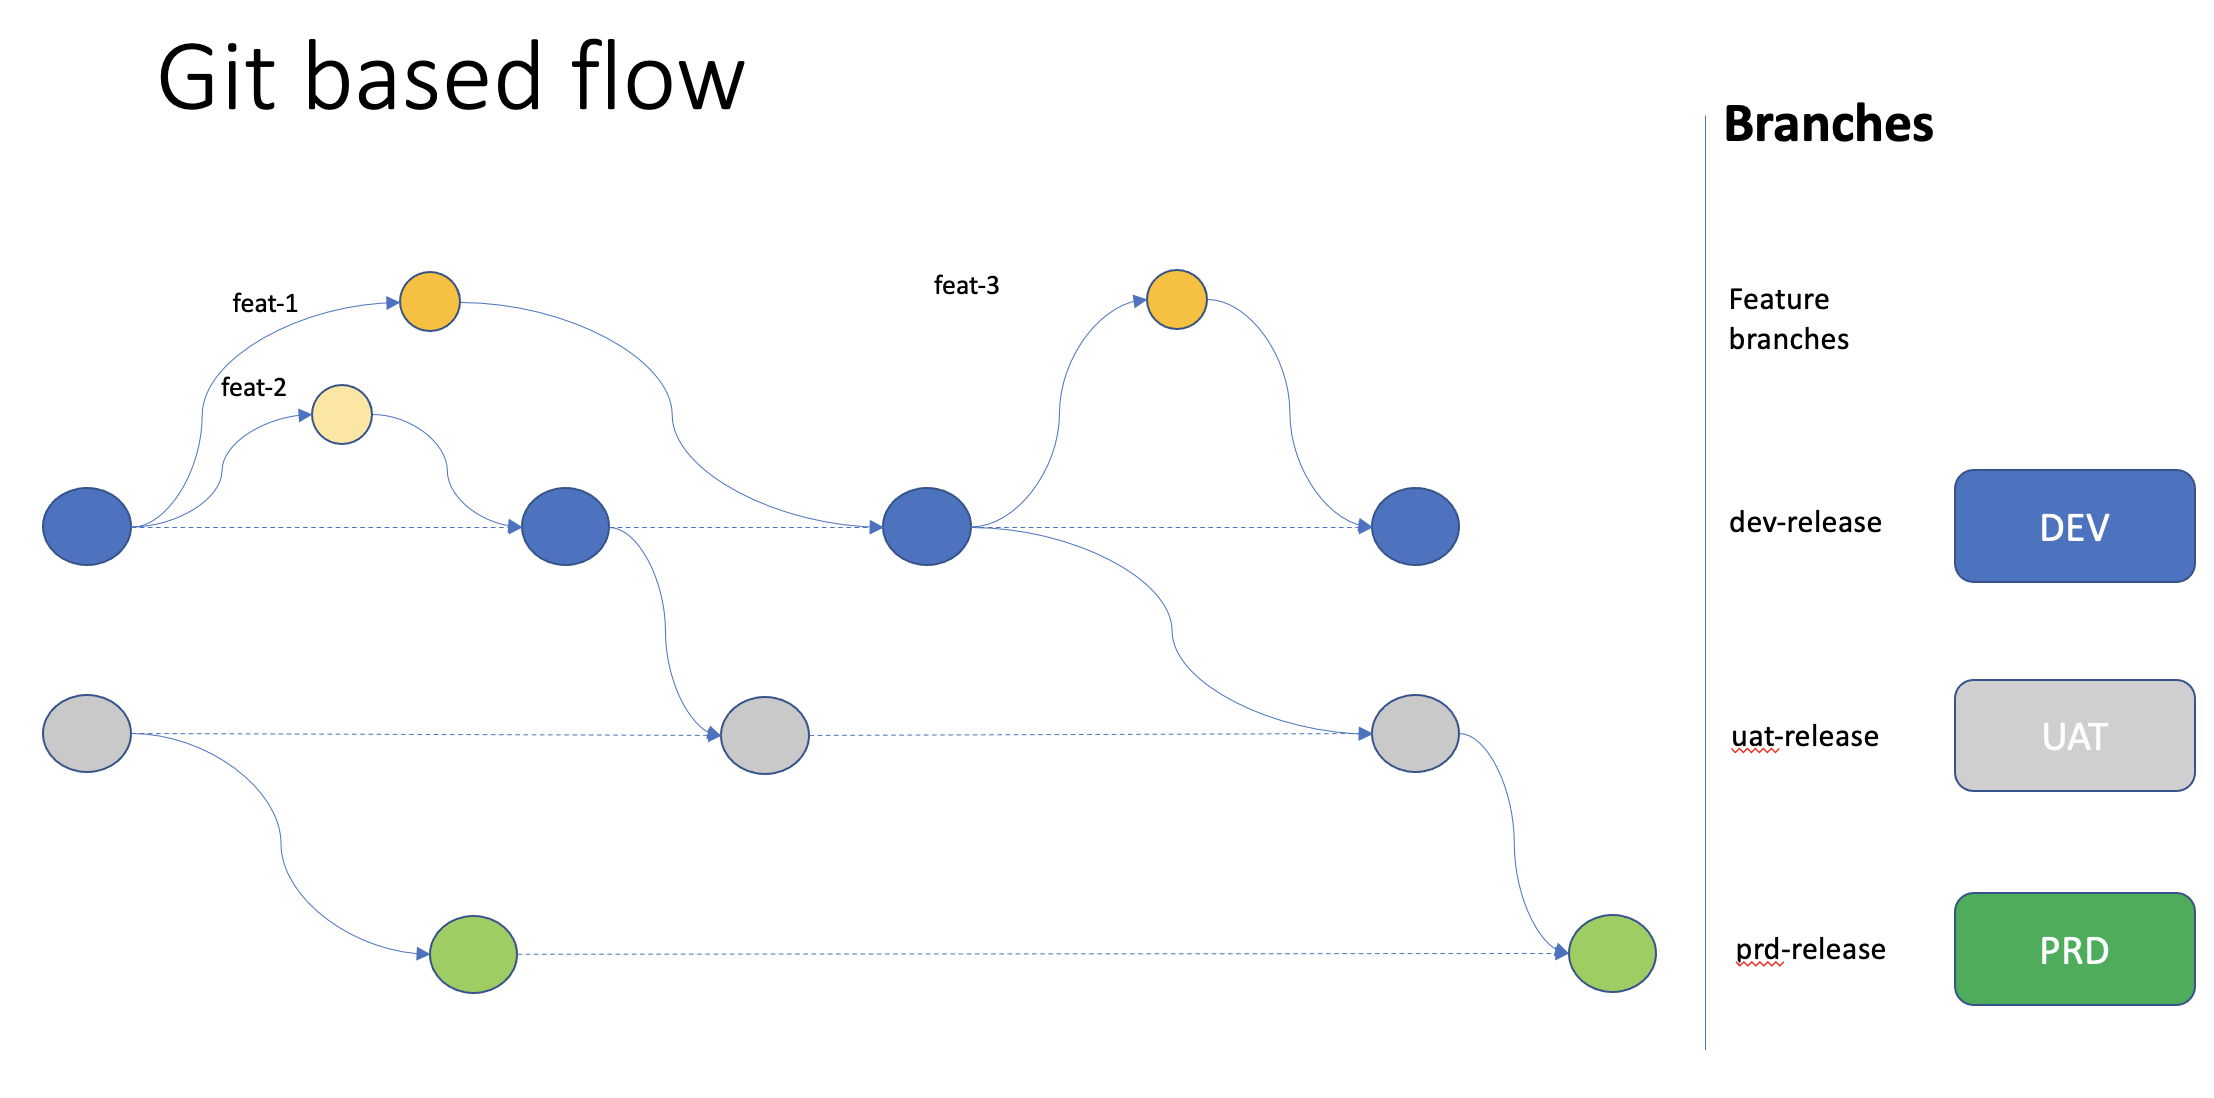 Git based flow
Branches
feat-1
feat-3
Feature
branches
feat-2
dev-release
DEV
uat-release
UAT
prd-release
PRD